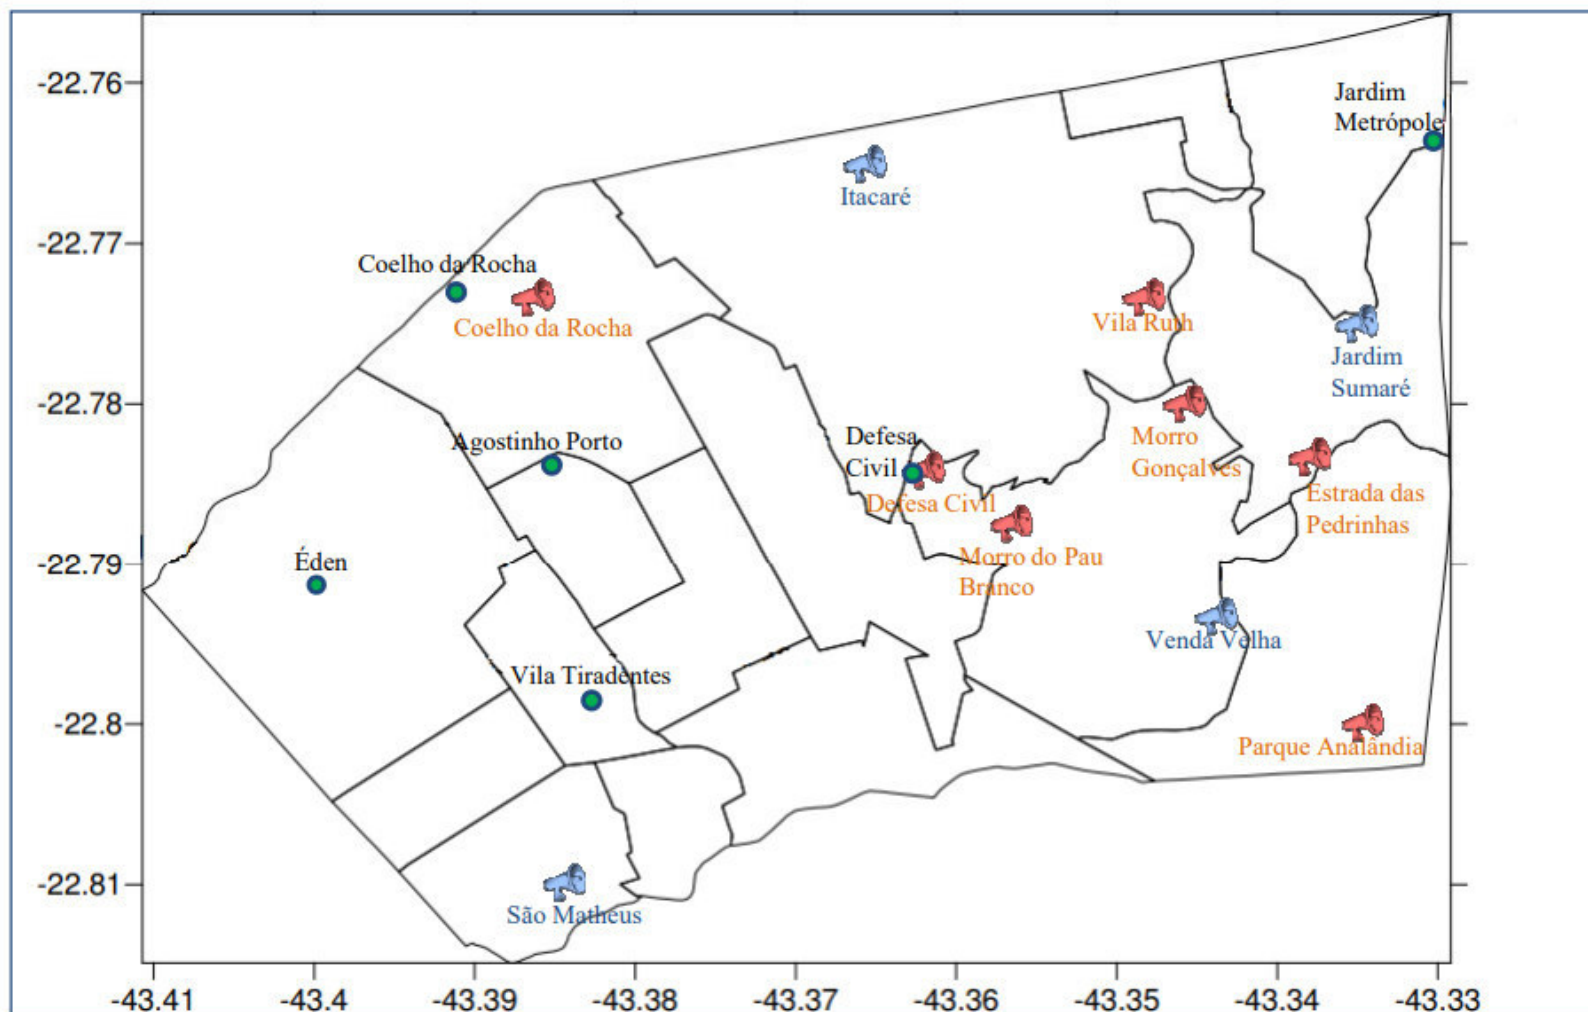 -22.76
-22.77
-22.78
-22.79
-22.8
-22.81
Jardim
Metrópole
Itacaré
Coelho da Rocha
Coelho da Rocha
Vila Ruth
Jardim
Sumaré
Agostinho Porto
Defesa
Civil
Defesa Civil
Morro
Gonçalves
Estrada das
Pedrinhas
Morro do Pau
Branco
Éden
Venda Velha
Vila Tiradentes
Parque Analândia
São Matheus
-43.41 -43.4 -43.39 -43.38 -43.37 -43.36 -43.35 -43.34 -43.33